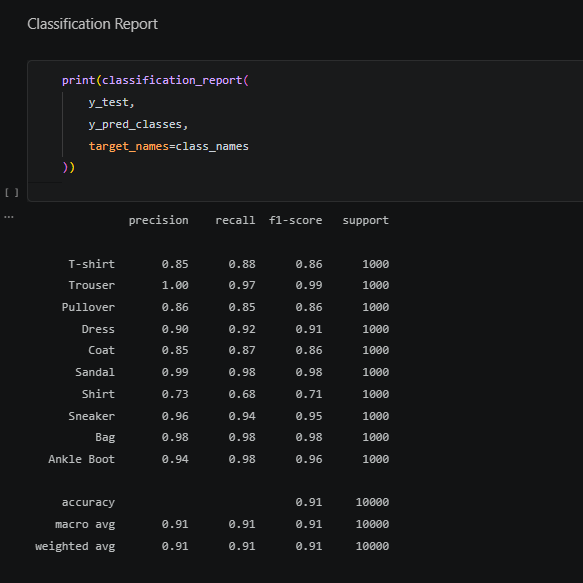 Classification Report
print(classification_report(
y_test,
y_pred_classes,
target_names=class_names
))
[ ]
...
precision recall f1-score support
T-shirt 0.85 0.88 0.86 1000
Trouser 1.00 0.97 0.99 1000
Pullover 0.86 0.85 0.86 1000
Dress 0.90 0.92 0.91 1000
Coat 0.85 0.87 0.86 1000
Sandal 0.99 0.98 0.98 1000
Shirt 0.73 0.68 0.71 1000
Sneaker 0.96 0.94 0.95 1000
Bag 0.98 0.98 0.98 1000
Ankle Boot 0.94 0.98 0.96 1000
accuracy 0.91 10000
macro avg 0.91 0.91 0.91 10000
weighted avg 0.91 0.91 0.91 10000